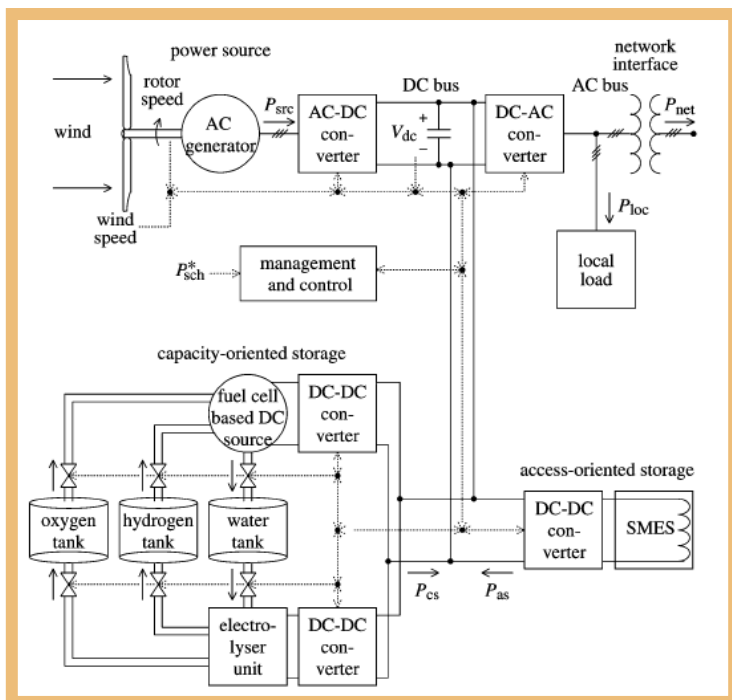 power source
network
interface
rotor
speed
DC bus
AC bus
P_src
P_net
wind
AC
generator
AC-DC
con-
verter
V_dc
+
−
DC-AC
con-
verter
wind
speed
P_loc
P*_sch
management
and control
local
load
capacity-oriented storage
fuel cell
based DC
source
DC-DC
con-
verter
access-oriented storage
oxygen
tank
hydrogen
tank
water
tank
DC-DC
con-
verter
SMES
P_cs
P_as
electro-
lyser
unit
DC-DC
con-
verter